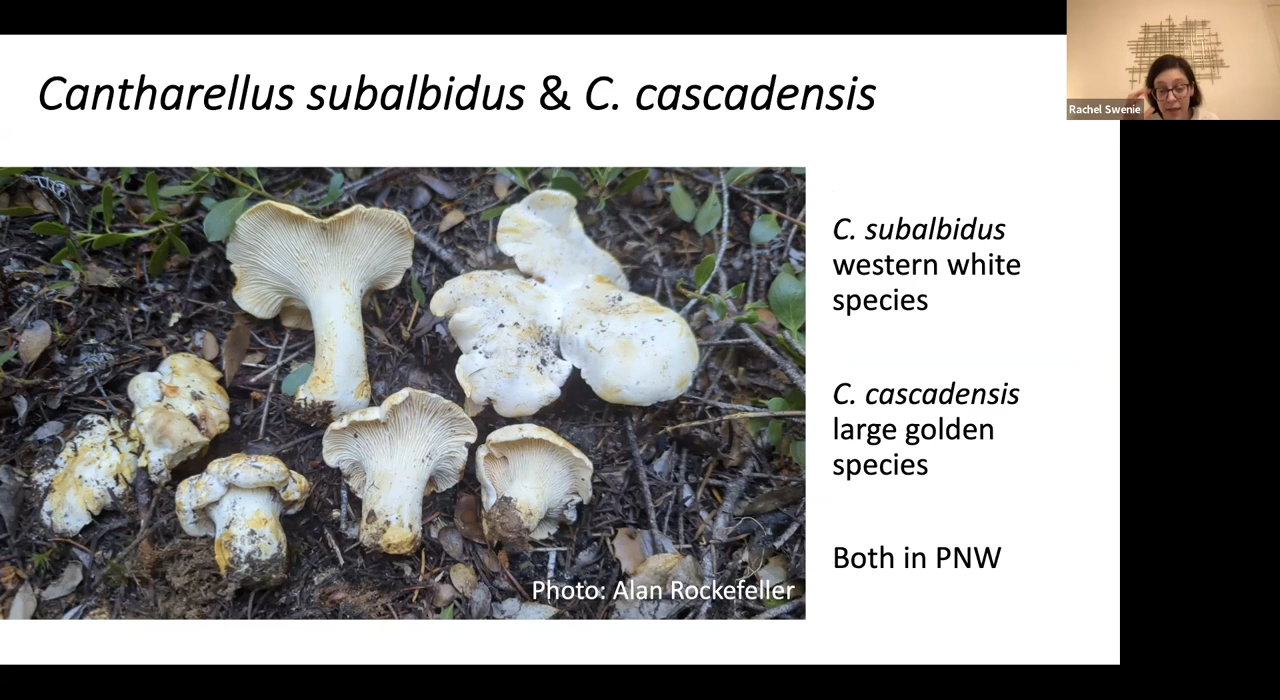 Cantharellus subalbidus & C. cascadensis
Rachel Swenie
C. subalbidus
western white
species
C. cascadensis
large golden
species
Both in PNW
Photo: Alan Rockefeller